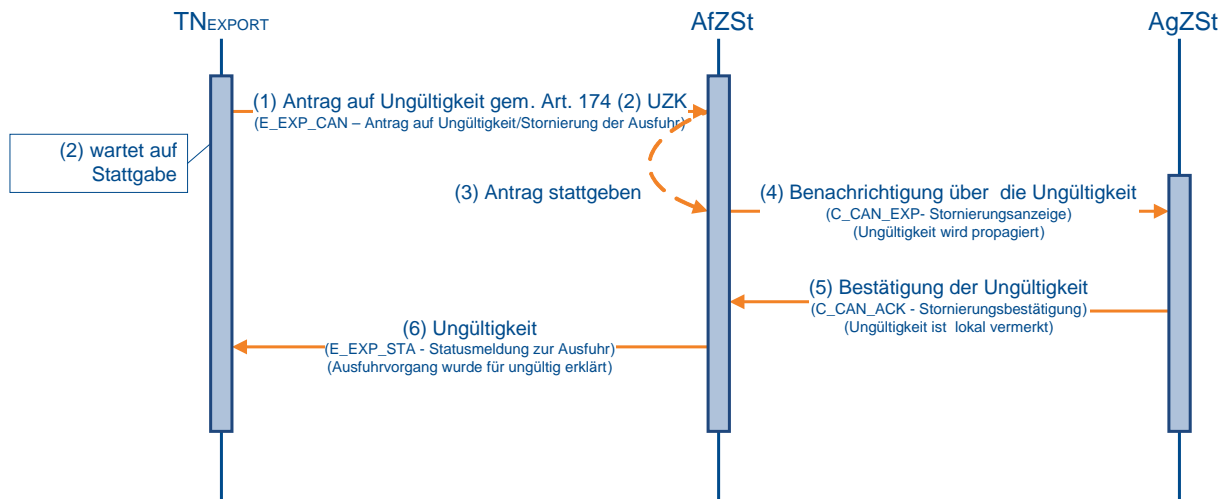 TNEXPORT
AfZSt
AgZSt
(1) Antrag auf Ungültigkeit gem. Art. 174 (2) UZK
(E_EXP_CAN – Antrag auf Ungültigkeit/Stornierung der Ausfuhr)
(2) wartet auf
Stattgabe
(3) Antrag stattgeben
(4) Benachrichtigung über die Ungültigkeit
(C_CAN_EXP- Stornierungsanzeige)
(Ungültigkeit wird propagiert)
(5) Bestätigung der Ungültigkeit
(C_CAN_ACK - Stornierungsbestätigung)
(Ungültigkeit ist lokal vermerkt)
(6) Ungültigkeit
(E_EXP_STA - Statusmeldung zur Ausfuhr)
(Ausfuhrvorgang wurde für ungültig erklärt)